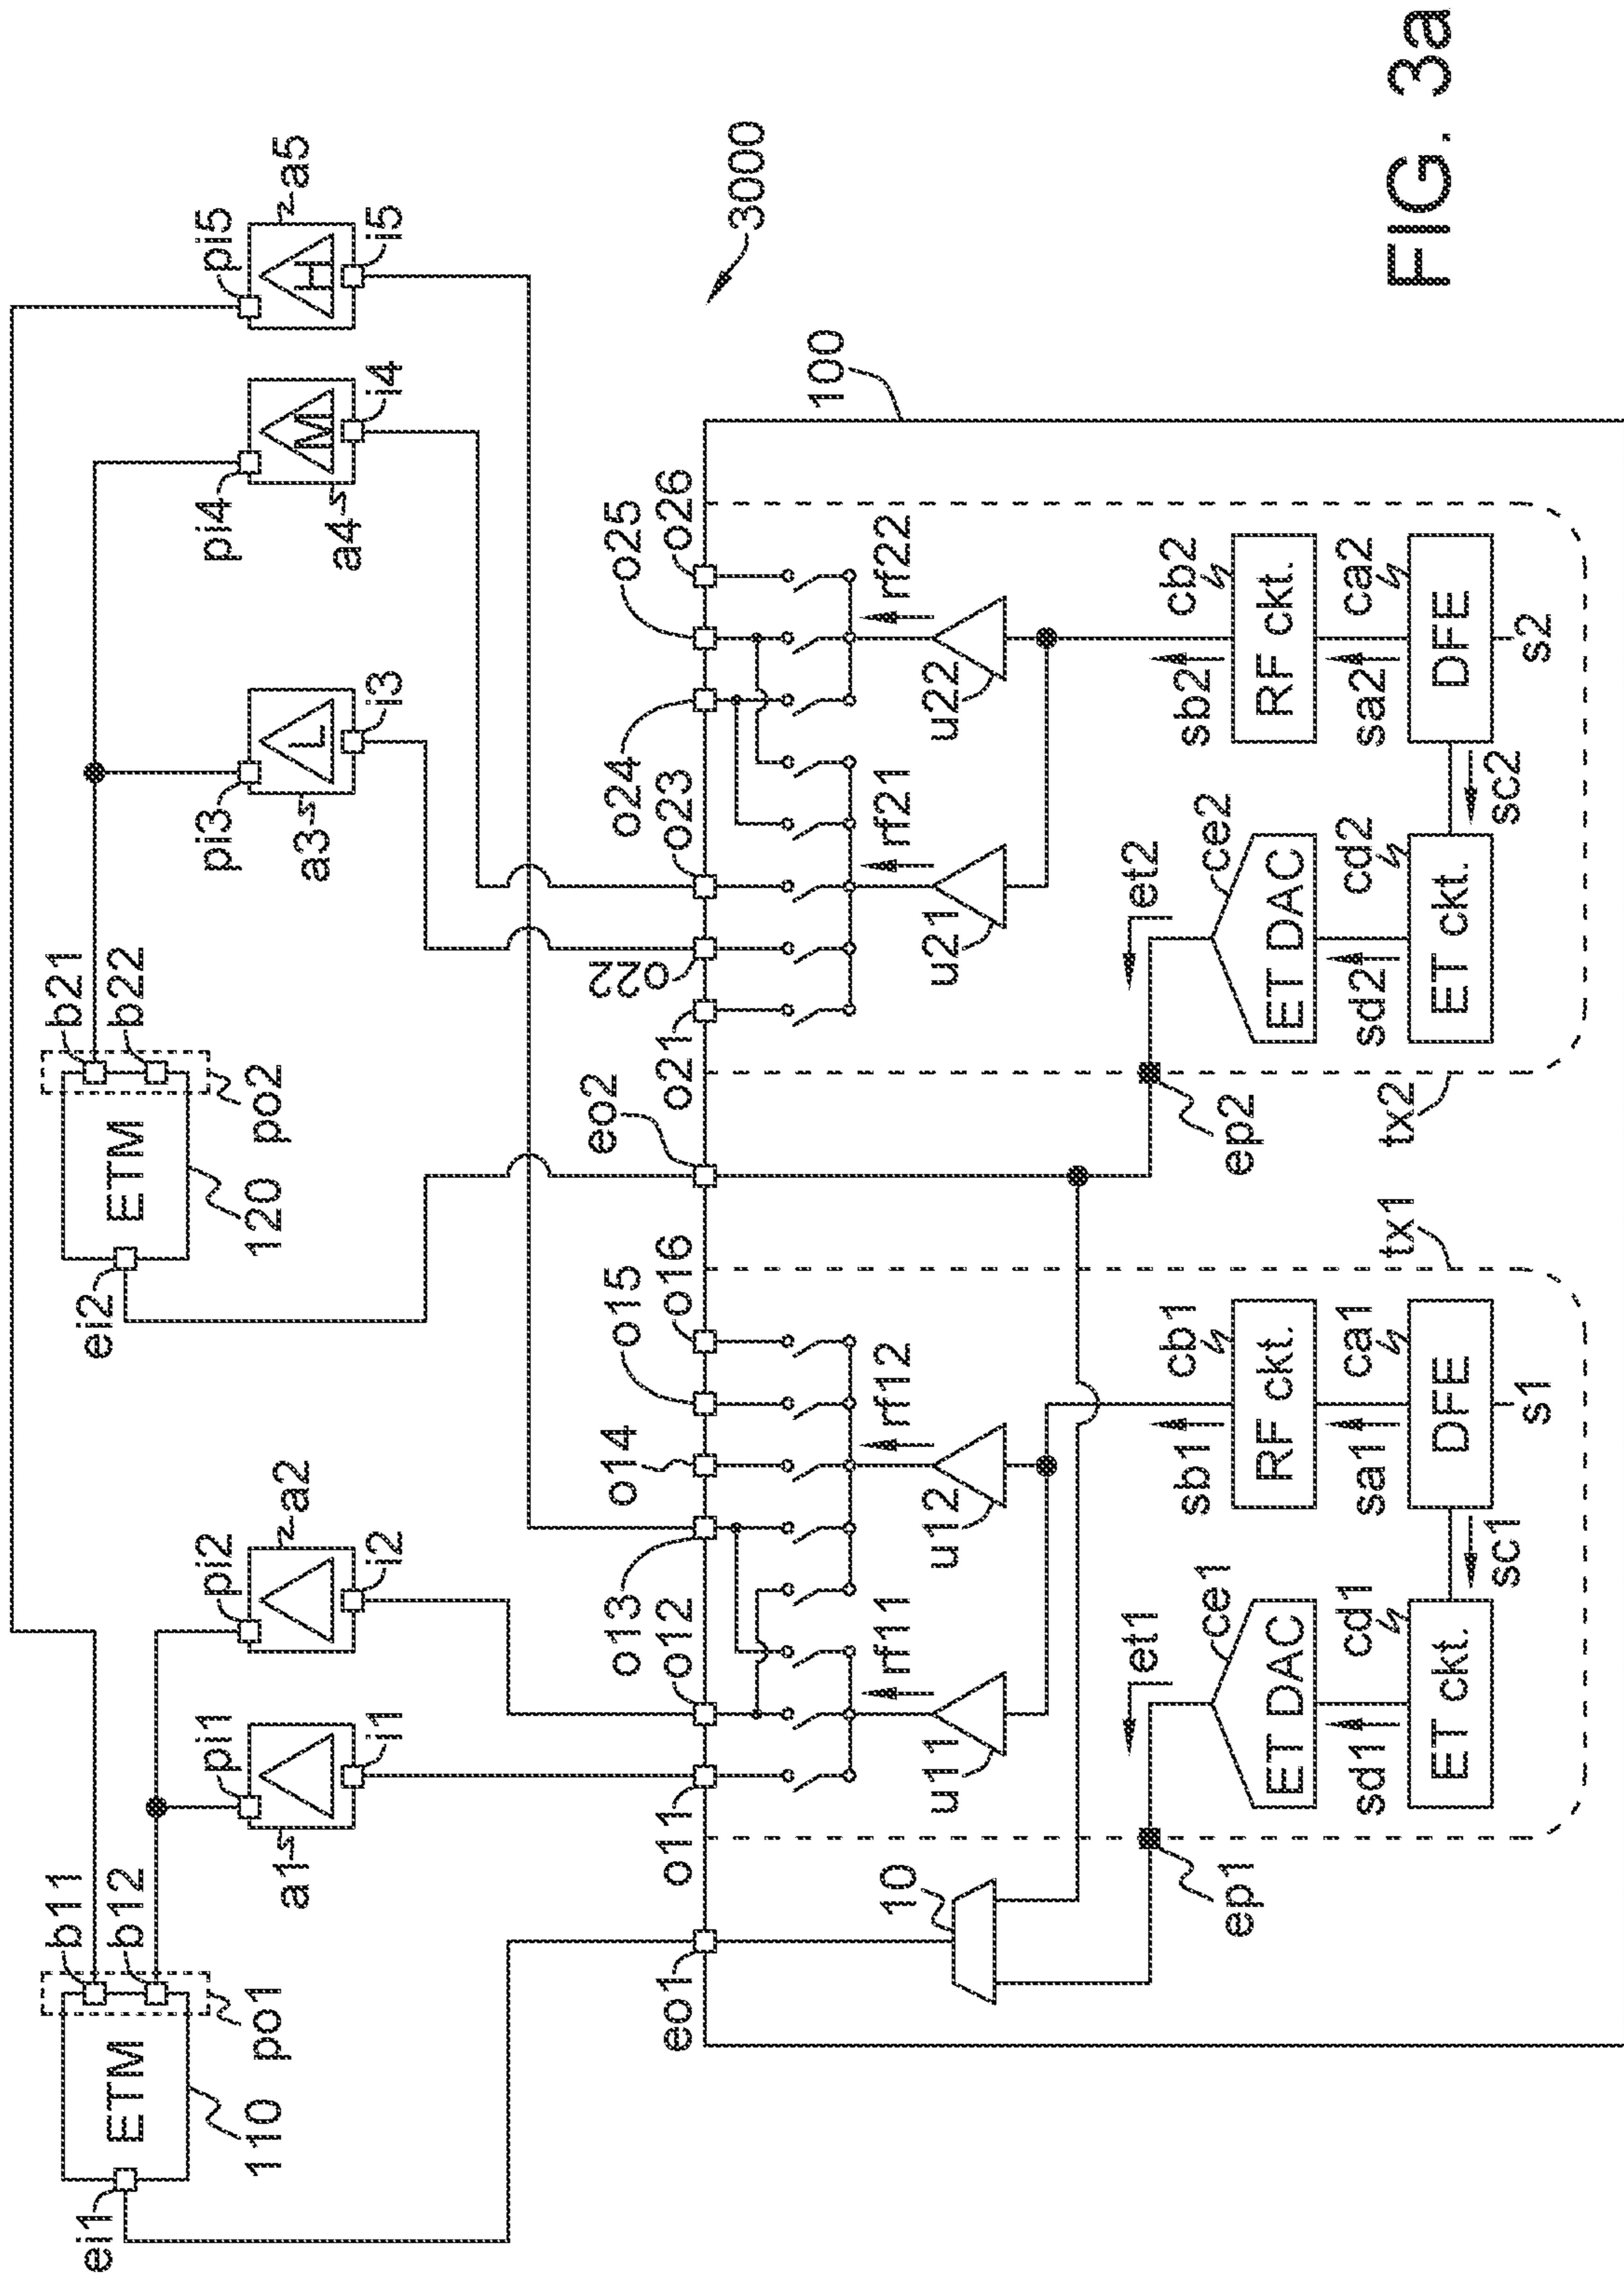 FIG. 3a
3000
100
ETM
110
ei1
po1
b11
b12
pi1
a1
i1
pi2
a2
i2
ETM
120
ei2
po2
b21
b22
pi3
L
a3
i3
pi4
M
a4
i4
pi5
H
a5
i5
eo1
o11
o12
o13
o14
o15
o16
eo2
o21
o22
o23
o24
o25
o26
10
u11
rf11
u12
rf12
u21
rf21
u22
rf22
ep1
et1
ET DAC
ce1
sd1
cd1
ET ckt.
sc1
sb1
cb1
RF ckt.
sa1
ca1
DFE
s1
tx1
ep2
et2
ET DAC
ce2
sd2
cd2
ET ckt.
sc2
sb2
cb2
RF ckt.
sa2
ca2
DFE
s2
tx2